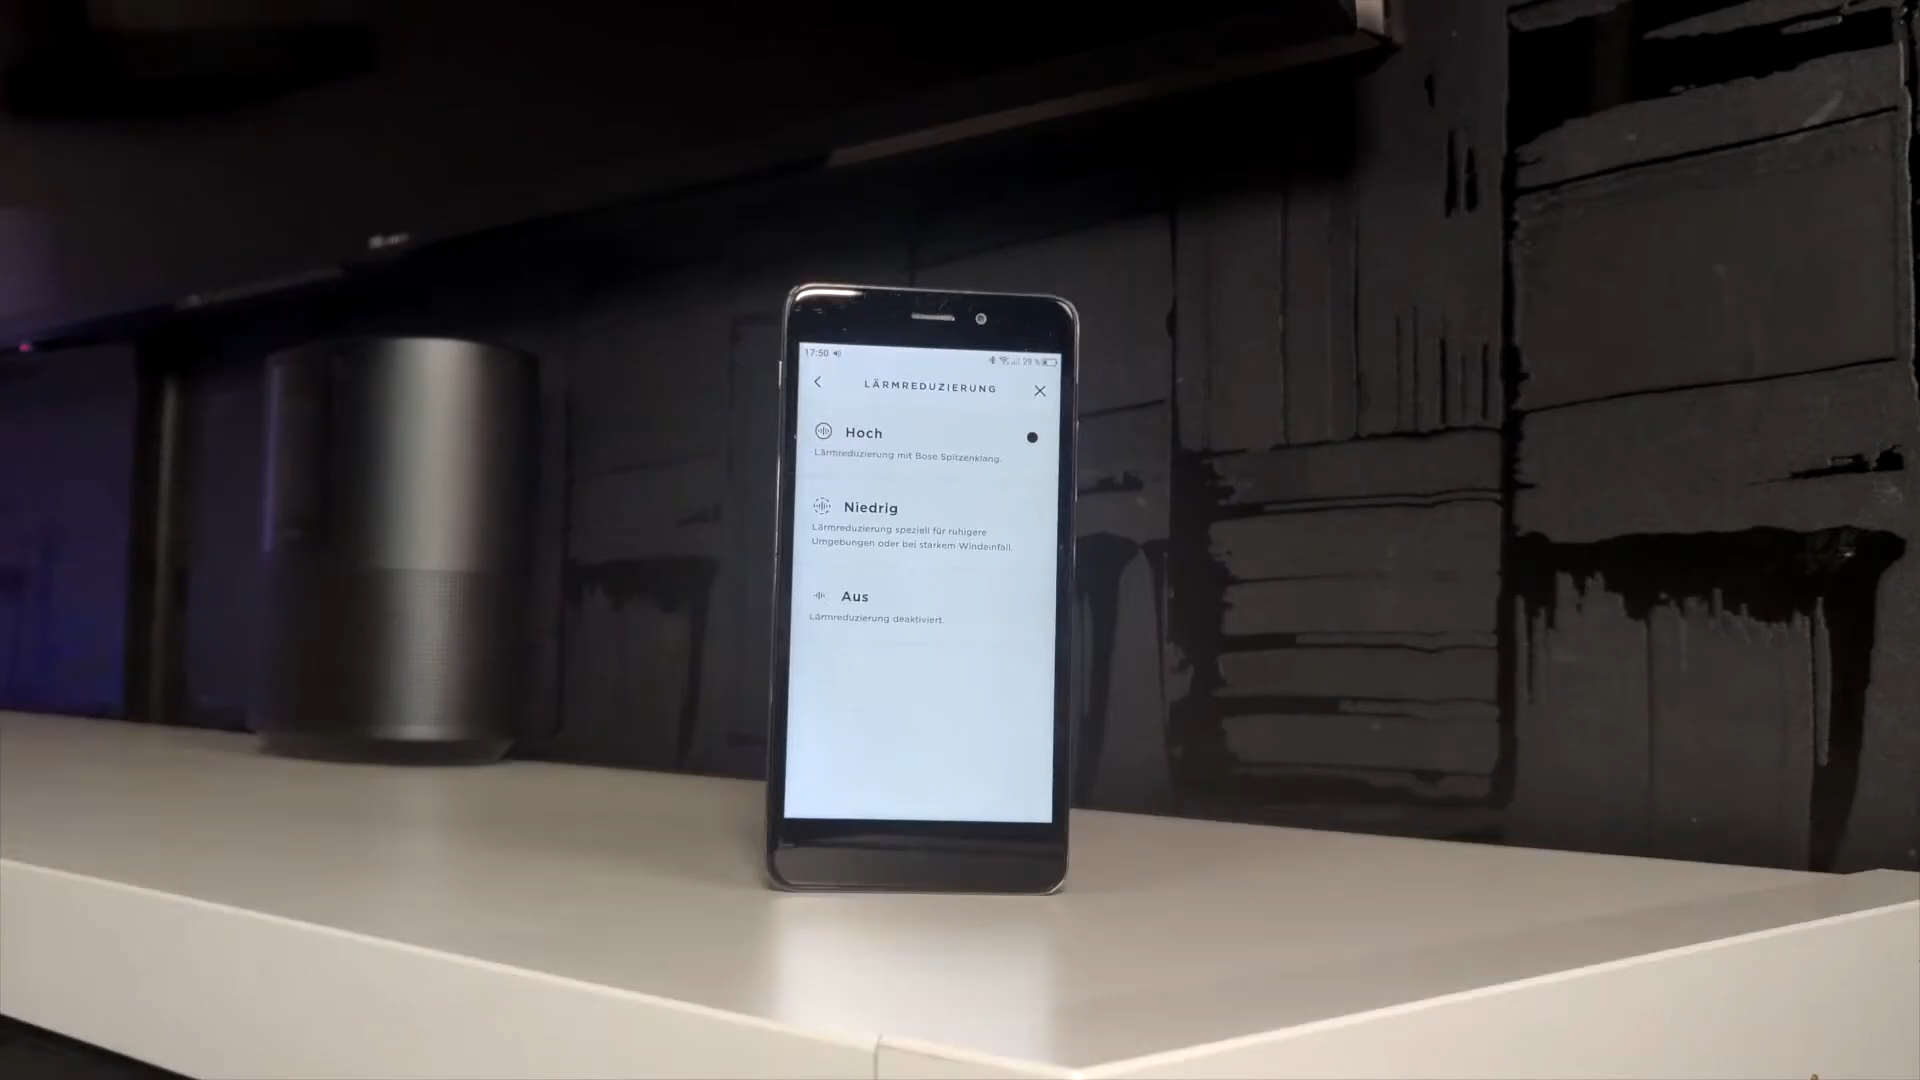 17:50 29 %
LÄRMREDUZIERUNG
Hoch
Lärmreduzierung mit Bose Spitzenklang.
Niedrig
Lärmreduzierung speziell für ruhigere
Umgebungen oder bei starkem Windeinfall.
Aus
Lärmreduzierung deaktiviert.